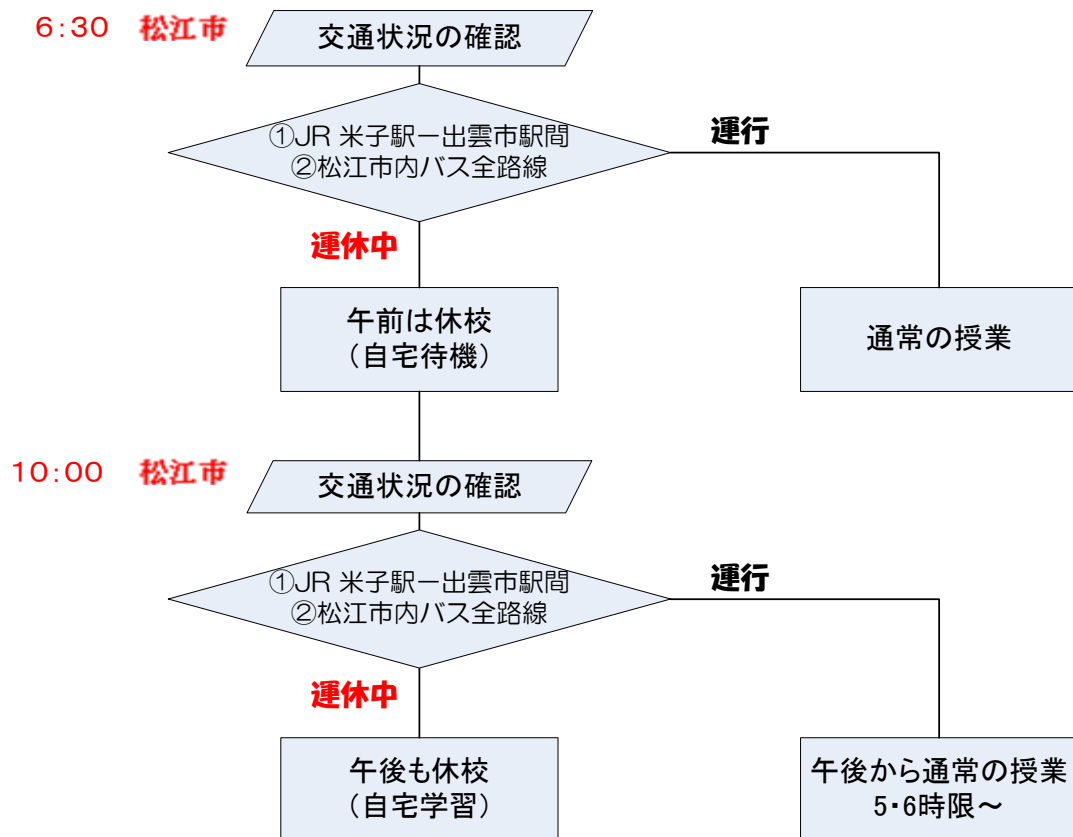 6:30 松江市
交通状況の確認
①JR 米子駅ー出雲市駅間
②松江市内バス全路線
運行
運休中
午前は休校
(自宅待機)
通常の授業
10:00 松江市
交通状況の確認
①JR 米子駅ー出雲市駅間
②松江市内バス全路線
運行
運休中
午後も休校
(自宅学習)
午後から通常の授業
5・6時限～